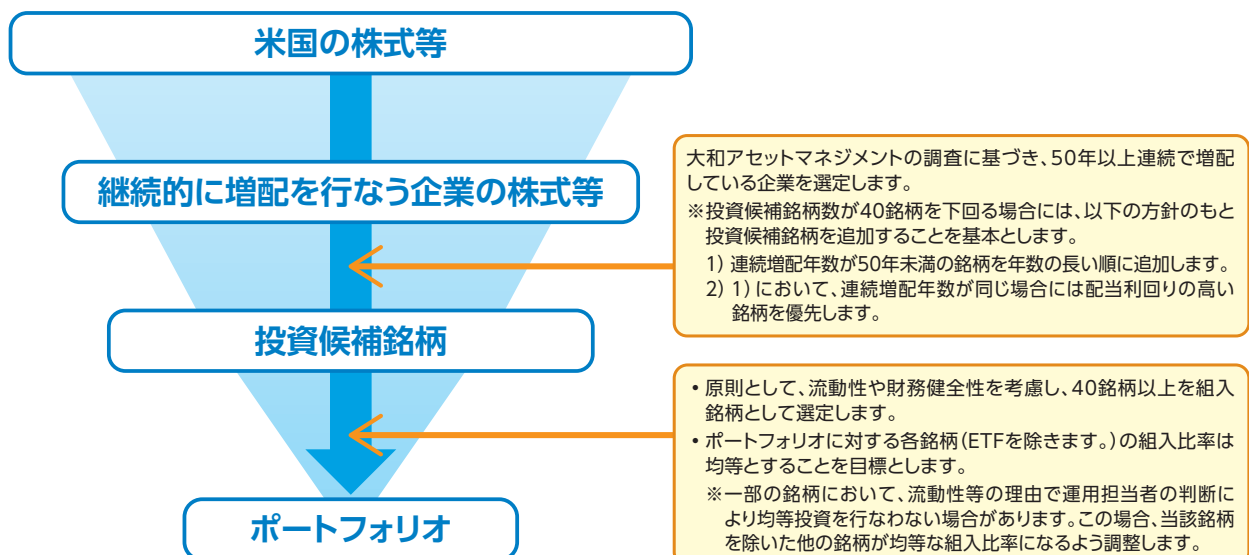 米国の株式等
継続的に増配を行なう企業の株式等
大和アセットマネジメントの調査に基づき、50年以上連続で増配
している企業を選定します。
※投資候補銘柄数が40銘柄を下回る場合には、以下の方針のもと
投資候補銘柄を追加することを基本とします。
1) 連続増配年数が50年未満の銘柄を年数の長い順に追加します。
2) 1)において、連続増配年数が同じ場合には配当利回りの高い
銘柄を優先します。
投資候補銘柄
• 原則として、流動性や財務健全性を考慮し、40銘柄以上を組入
銘柄として選定します。
• ポートフォリオに対する各銘柄(ETFを除きます。)の組入比率は
均等とすることを目標とします。
※一部の銘柄において、流動性等の理由で運用担当者の判断に
より均等投資を行なわない場合があります。この場合、当該銘柄
を除いた他の銘柄が均等な組入比率になるよう調整します。
ポートフォリオ